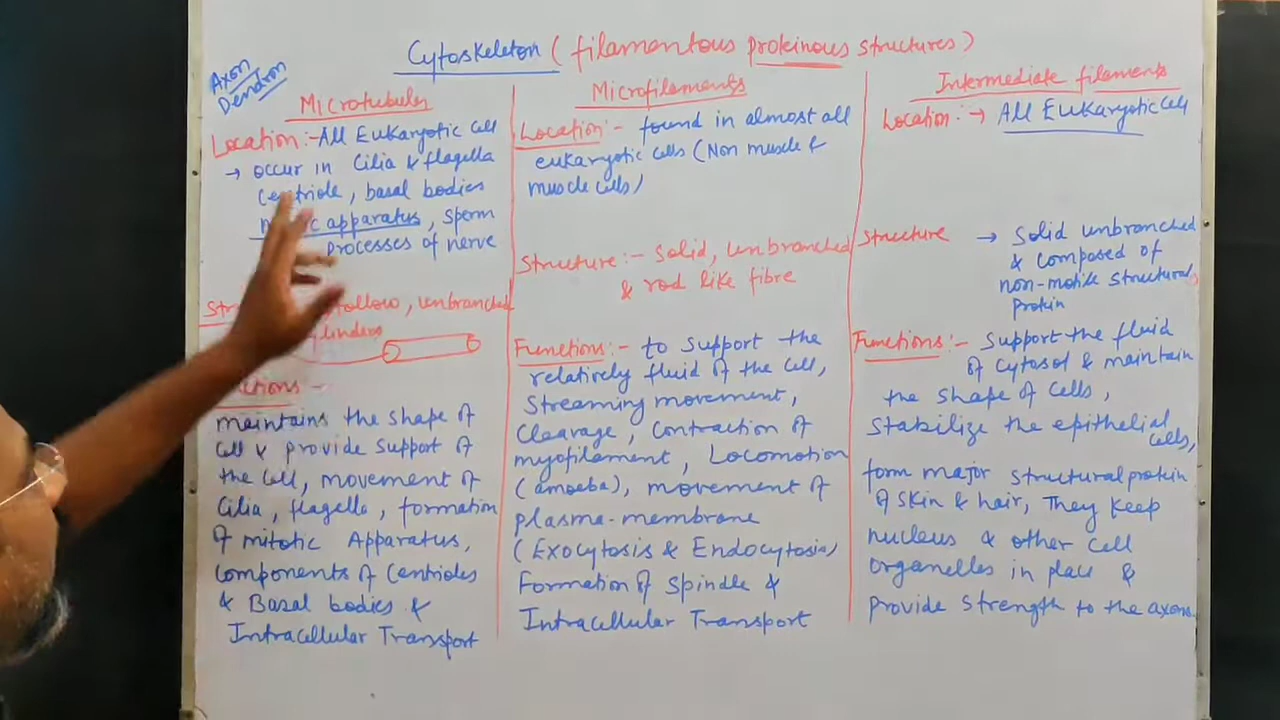 Cytoskeleton (filamentous proteinous structures)
Axon
Dendron
Microtubules
Location:- All Eukaryotic cell
→ occur in Cilia & flagella
Centriole, basal bodies
apparatus, sperm
processes of nerve
Hollow, unbranched
cylinders
Functions -
maintains the shape of
cell & provide support of
the cell, movement of
Cilia, flagella, formation
of mitotic Apparatus,
components of Centrioles
& Basal bodies &
Intracellular Transport
Microfilaments
Location:- found in almost all
eukaryotic cells (Non muscle &
muscle cells)
Structure:- Solid, unbranched
& rod like fibre
Functions:- to support the
relatively fluid of the cell,
Streaming movement,
Cleavage, contraction of
myofilament, Locomotion
(amoeba), movement of
plasma-membrane
(Exocytosis & Endocytosis)
Formation of Spindle &
Intracellular Transport
Intermediate filaments
Location:→ All Eukaryotic Cell
Structure → Solid unbranched
& composed of
non-motile structural
protein
Functions:- Support the fluid
of cytosol & maintain
the shape of cells,
Stabilize the epithelial
cells,
form major structural protein
of skin & hair, They keep
nucleus & other cell
organelles in place &
provide strength to the axons